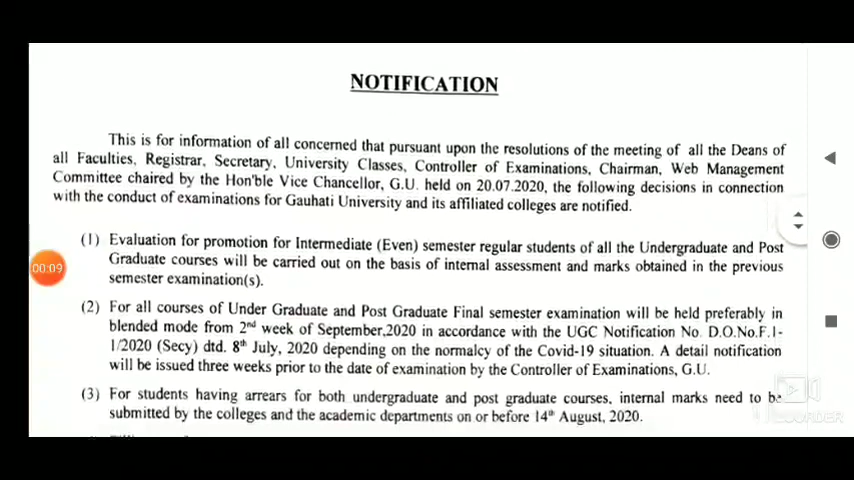 NOTIFICATION
This is for information of all concerned that pursuant upon the resolutions of the meeting of all the Deans of
all Faculties, Registrar, Secretary, University Classes, Controller of Examinations, Chairman, Web Management
Committee chaired by the Hon'ble Vice Chancellor, G.U. held on 20.07.2020, the following decisions in connection
with the conduct of examinations for Gauhati University and its affiliated colleges are notified.
(1) Evaluation for promotion for Intermediate (Even) semester regular students of all the Undergraduate and Post
Graduate courses will be carried out on the basis of internal assessment and marks obtained in the previous
semester examination(s).
00:09
(2) For all courses of Under Graduate and Post Graduate Final semester examination will be held preferably in
blended mode from 2nd week of September,2020 in accordance with the UGC Notification No. D.O.No.F.1-
1/2020 (Secy) dtd. 8th July, 2020 depending on the normalcy of the Covid-19 situation. A detail notification
will be issued three weeks prior to the date of examination by the Controller of Examinations, G.U.
(3) For students having arrears for both undergraduate and post graduate courses, internal marks need to be
submitted by the colleges and the academic departments on or before 14th August, 2020.